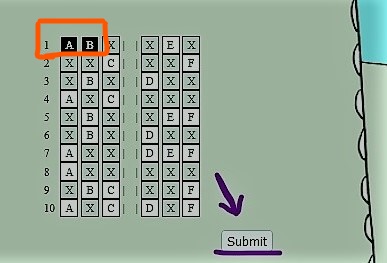 1 A B X | | X E X
2 X X C | | X X F
3 X B X | | D X X
4 A X C | | X X X
5 X B X | | X E F
6 X B X | | D X X
7 A X X | | D E F
8 A X X | | X X X
9 X B C | | X X F
10 A X C | | D X F
Submit